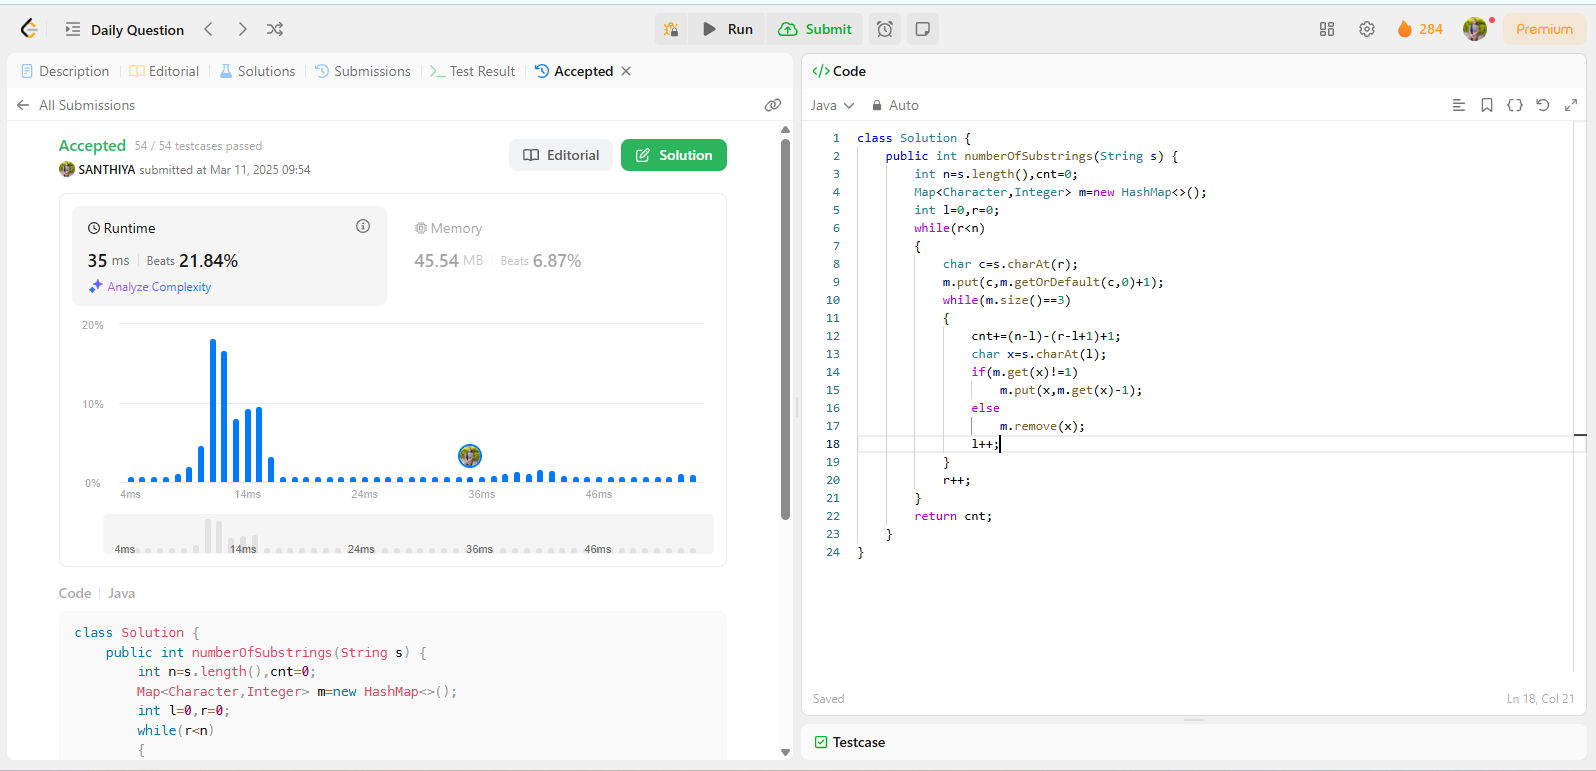 Daily Question
Run
Submit
284
Premium
Description
Editorial
Solutions
Submissions
Test Result
Accepted
All Submissions
Accepted 54 / 54 testcases passed
SANTHIYA submitted at Mar 11, 2025 09:54
Editorial
Solution
Runtime
35 ms Beats 21.84%
Analyze Complexity
Memory
45.54 MB Beats 6.87%
20%
10%
0%
4ms 14ms 24ms 36ms 46ms
4ms 14ms 24ms 36ms 46ms
Code Java
class Solution {
    public int numberOfSubstrings(String s) {
        int n=s.length(),cnt=0;
        Map<Character,Integer> m=new HashMap<>();
        int l=0,r=0;
        while(r<n)
        {
</> Code
Java Auto
1 class Solution {
2     public int numberOfSubstrings(String s) {
3         int n=s.length(),cnt=0;
4         Map<Character,Integer> m=new HashMap<>();
5         int l=0,r=0;
6         while(r<n)
7         {
8             char c=s.charAt(r);
9             m.put(c,m.getOrDefault(c,0)+1);
10             while(m.size()==3)
11             {
12                 cnt+=(n-l)-(r-l+1)+1;
13                 char x=s.charAt(l);
14                 if(m.get(x)!=1)
15                     m.put(x,m.get(x)-1);
16                 else
17                     m.remove(x);
18                 l++;
19             }
20             r++;
21         }
22         return cnt;
23     }
24 }
Saved
Ln 18, Col 21
Testcase